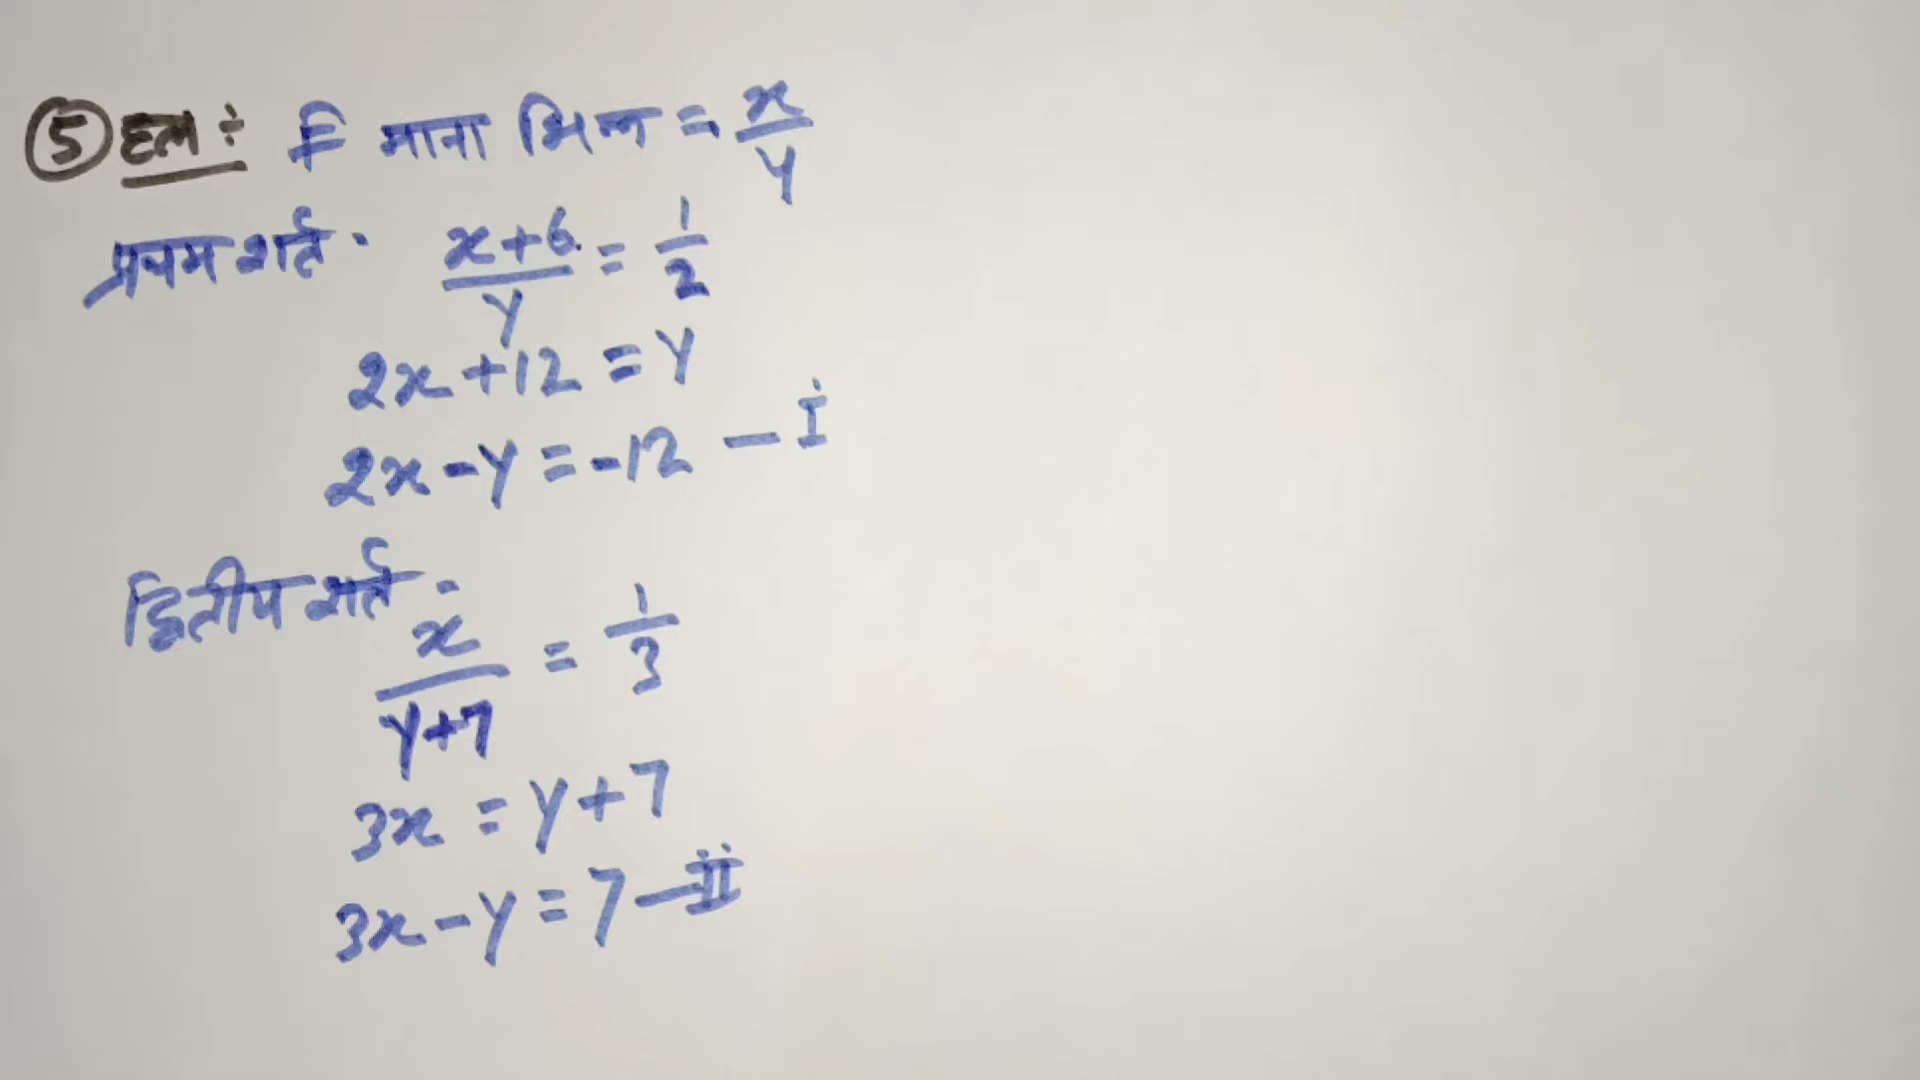 ⑤ हल ÷ F माना भिन्न = x/y
प्रथम शर्त - (x+6)/y = 1/2
2x+12 = y
2x-y = -12 — I
द्वितीय शर्त -
x/(y+7) = 1/3
3x = y+7
3x-y = 7 — II